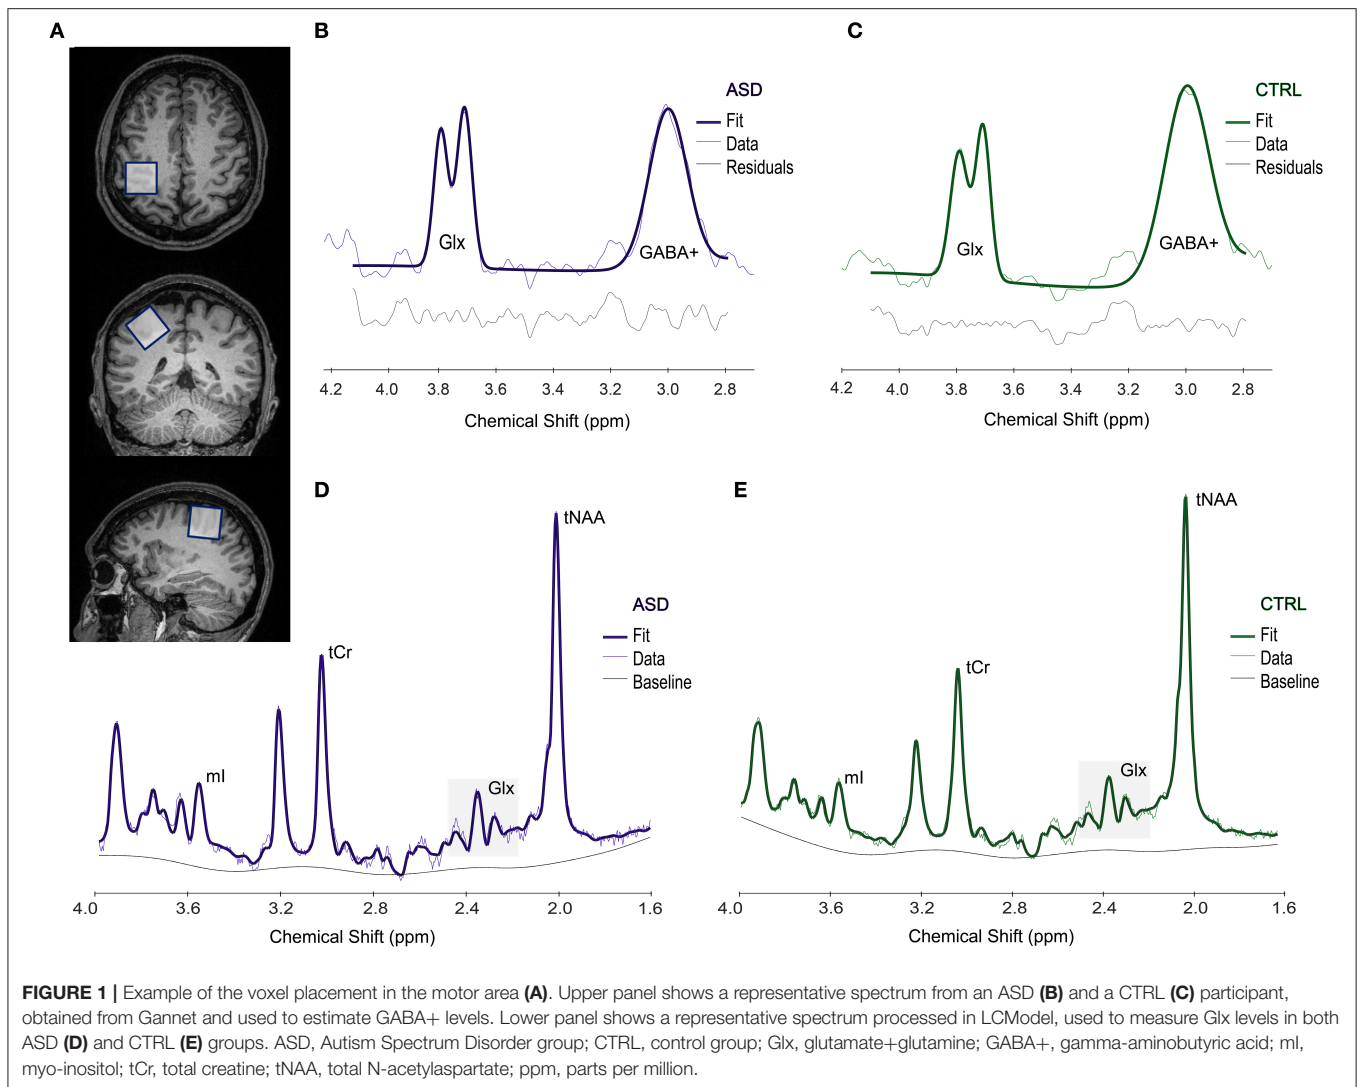 A
B
ASD
Fit
Data
Residuals
Glx
GABA+
4.2 4.0 3.8 3.6 3.4 3.2 3.0 2.8
Chemical Shift (ppm)
C
CTRL
Fit
Data
Residuals
Glx
GABA+
4.2 4.0 3.8 3.6 3.4 3.2 3.0 2.8
Chemical Shift (ppm)
D
tNAA
ASD
Fit
Data
Baseline
tCr
mI
Glx
4.0 3.6 3.2 2.8 2.4 2.0 1.6
Chemical Shift (ppm)
E
tNAA
CTRL
Fit
Data
Baseline
tCr
mI
Glx
4.0 3.6 3.2 2.8 2.4 2.0 1.6
Chemical Shift (ppm)
FIGURE 1 | Example of the voxel placement in the motor area (A). Upper panel shows a representative spectrum from an ASD (B) and a CTRL (C) participant,
obtained from Gannet and used to estimate GABA+ levels. Lower panel shows a representative spectrum processed in LCModel, used to measure Glx levels in both
ASD (D) and CTRL (E) groups. ASD, Autism Spectrum Disorder group; CTRL, control group; Glx, glutamate+glutamine; GABA+, gamma-aminobutyric acid; mI,
myo-inositol; tCr, total creatine; tNAA, total N-acetylaspartate; ppm, parts per million.